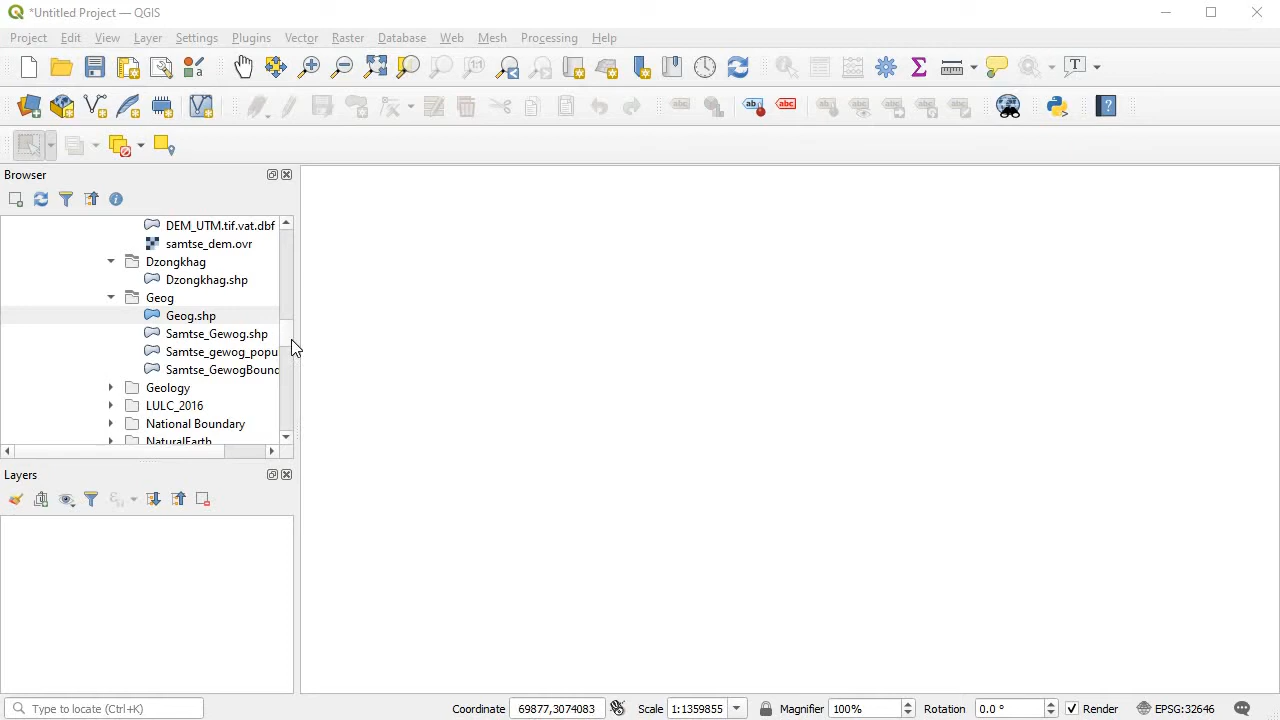 *Untitled Project — QGIS
Project Edit View Layer Settings Plugins Vector Raster Database Web Mesh Processing Help
Browser
DEM_UTM.tif.vat.dbf
samtse_dem.ovr
Dzongkhag
Dzongkhag.shp
Geog
Geog.shp
Samtse_Gewog.shp
Samtse_gewog_popu
Samtse_GewogBound
Geology
LULC_2016
National Boundary
NaturalEarth
Layers
Type to locate (Ctrl+K) Coordinate 69877,3074083 Scale 1:1359855 Magnifier 100% Rotation 0.0 ° Render EPSG:32646